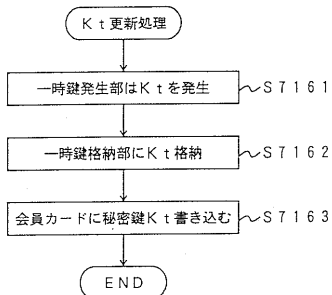 Kt更新処理
一時鍵発生部はKtを発生 S7161
一時鍵格納部にKt格納 S7162
会員カードに秘密鍵Kt書き込む S7163
END